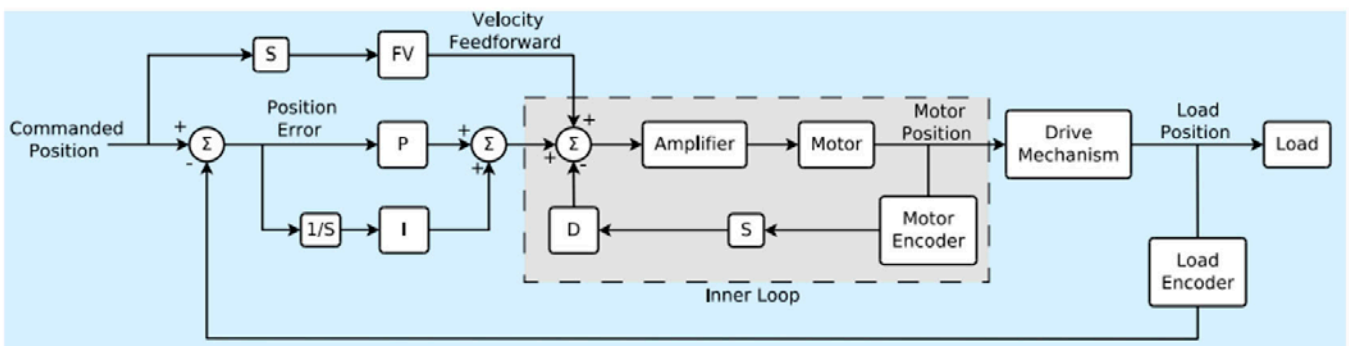 Velocity
Feedforward
S
FV
Position
Error
Commanded
Position
+
-
Σ
P
+
+
Σ
+
+
-
Σ
Amplifier
Motor
Motor
Position
Drive
Mechanism
Load
Position
Load
1/S
I
D
S
Motor
Encoder
Load
Encoder
Inner Loop